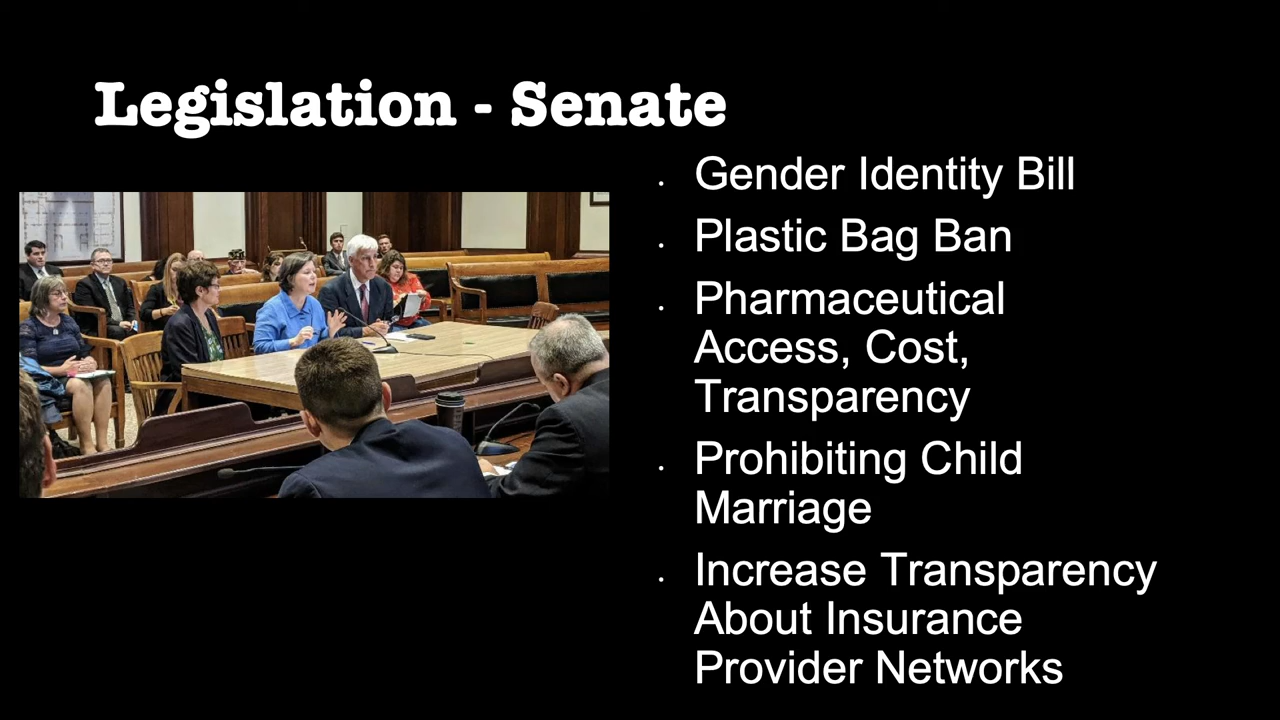 Legislation - Senate
· Gender Identity Bill
· Plastic Bag Ban
· Pharmaceutical
Access, Cost,
Transparency
· Prohibiting Child
Marriage
· Increase Transparency
About Insurance
Provider Networks